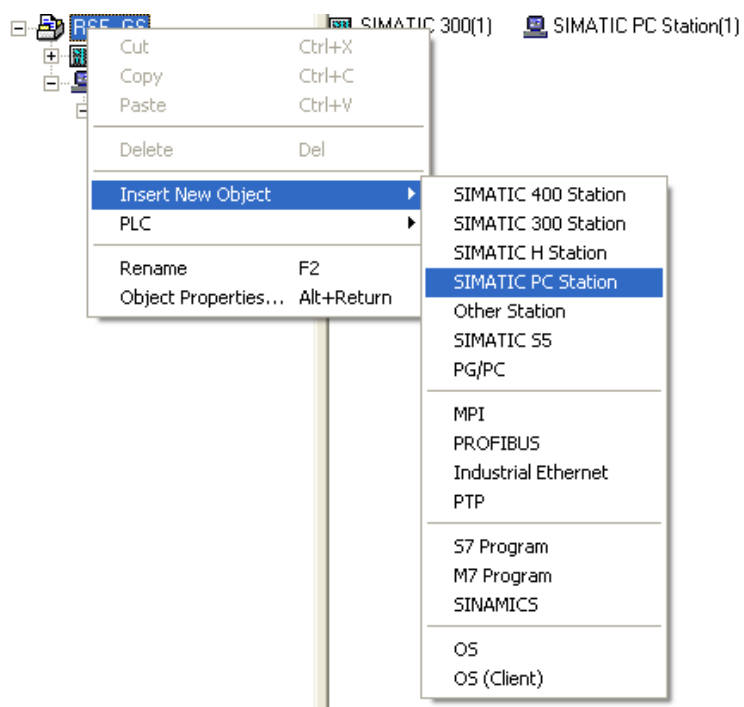 SIMATIC 300(1)
SIMATIC PC Station(1)
Cut Ctrl+X
Copy Ctrl+C
Paste Ctrl+V
Delete Del
Insert New Object
PLC
Rename F2
Object Properties... Alt+Return
SIMATIC 400 Station
SIMATIC 300 Station
SIMATIC H Station
SIMATIC PC Station
Other Station
SIMATIC S5
PG/PC
MPI
PROFIBUS
Industrial Ethernet
PTP
S7 Program
M7 Program
SINAMICS
OS
OS (Client)